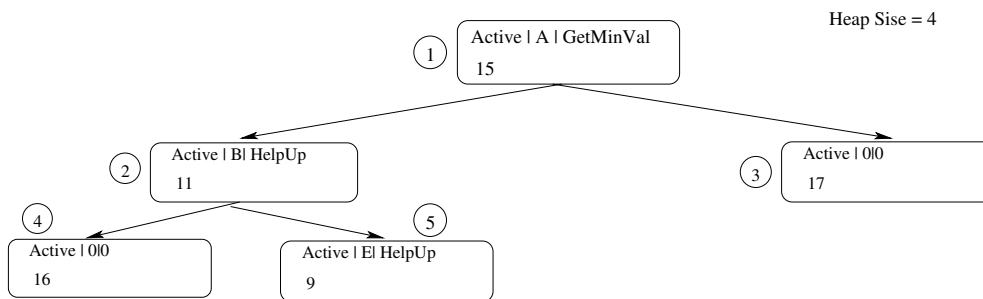 Heap Sise = 4
Active | A | GetMinVal
1
15
Active | B| HelpUp
2
11
Active | 0|0
3
17
4
5
Active | 0|0
16
Active | E| HelpUp
9